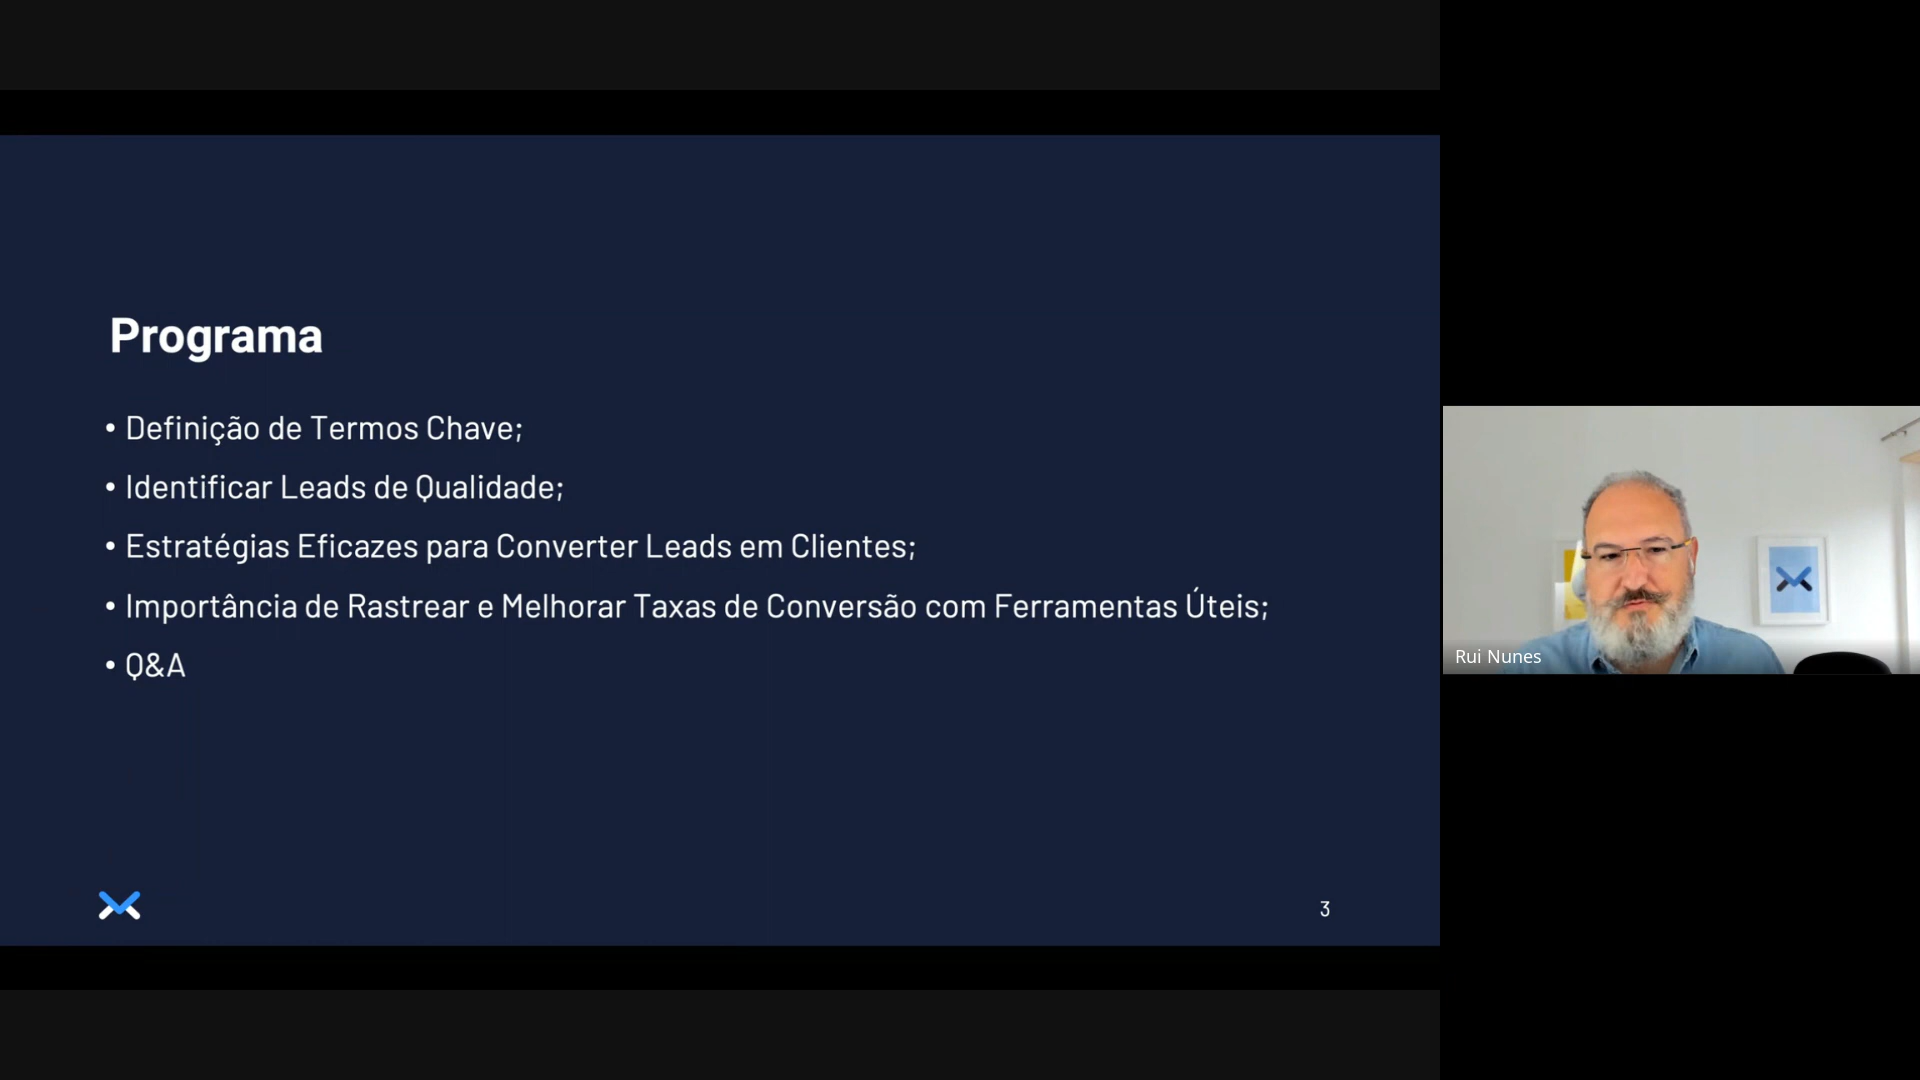 Programa
• Definição de Termos Chave;
• Identificar Leads de Qualidade;
• Estratégias Eficazes para Converter Leads em Clientes;
• Importância de Rastrear e Melhorar Taxas de Conversão com Ferramentas Úteis;
• Q&A
3
Rui Nunes